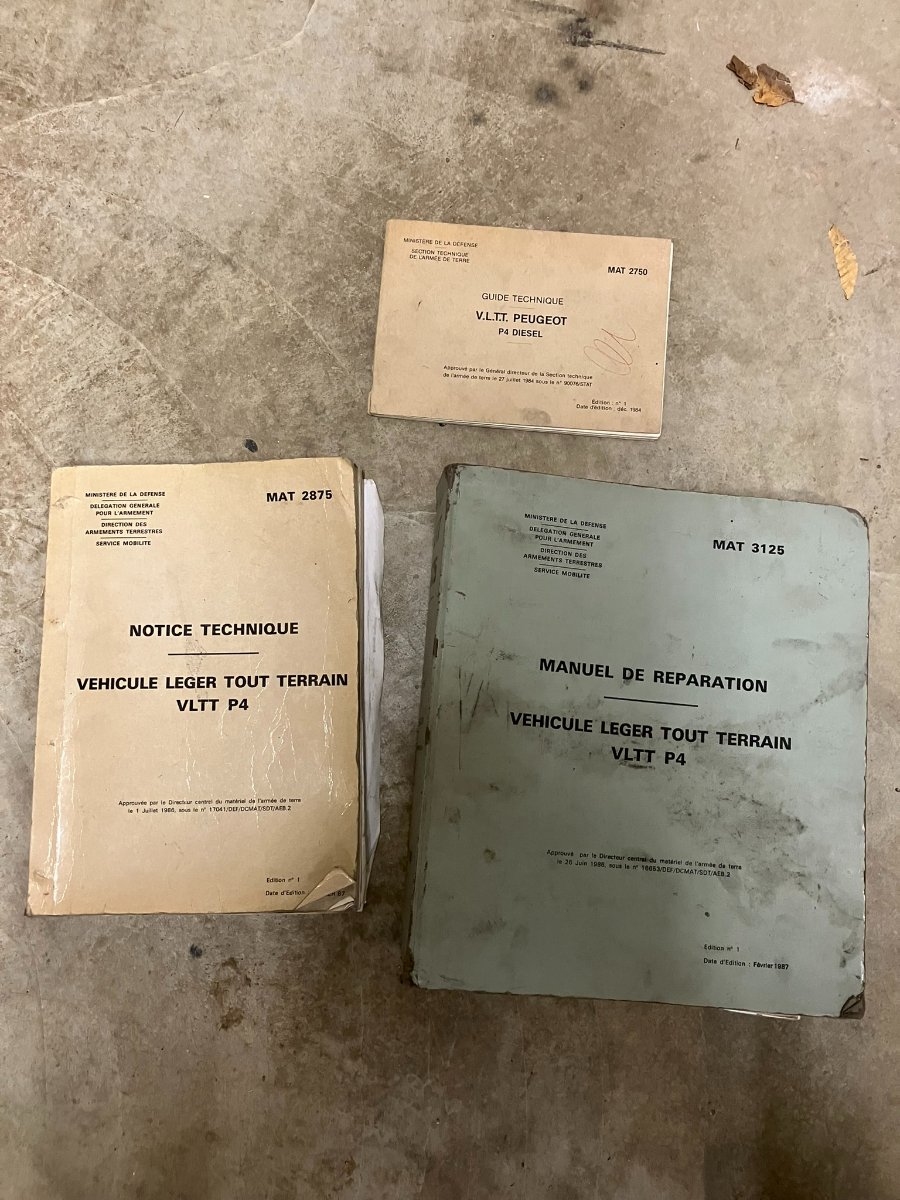 MINISTÈRE DE LA DÉFENSE
SECTION TECHNIQUE
DE L'ARMÉE DE TERRE
MAT 2750
GUIDE TECHNIQUE
V.L.T.T. PEUGEOT
P4 DIESEL
Approuvé par le Général directeur de la Section technique
de l'armée de terre le 27 juillet 1984 sous le n° 90076/STAT
Édition : n° 1
Date d'édition : déc. 1984
MINISTERE DE LA DEFENSE
DELEGATION GENERALE
POUR L'ARMEMENT
DIRECTION DES
ARMEMENTS TERRESTRES
SERVICE MOBILITE
MAT 2875
NOTICE TECHNIQUE
VEHICULE LEGER TOUT TERRAIN
VLTT P4
Approuvée par le Directeur central du matériel de l'armée de terre
le 1 Juillet 1986, sous le n° 17041/DEF/DCMAT/SDT/AEB.2
Edition n° 1
Date d'Edition 87
MINISTERE DE LA DEFENSE
DELEGATION GENERALE
POUR L'ARMEMENT
DIRECTION DES
ARMEMENTS TERRESTRES
SERVICE MOBILITE
MAT 3125
MANUEL DE REPARATION
VEHICULE LEGER TOUT TERRAIN
VLTT P4
Approuvé par le Directeur central du matériel de l'armée de terre
le 26 Juin 1986, sous le n° 16653/DEF/DCMAT/SDT/AEB.2
Edition n° 1
Date d'Edition : Février 1987